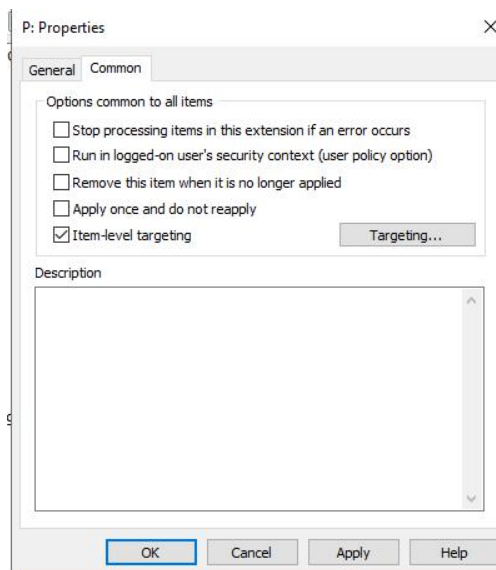 P: Properties
General Common
Options common to all items
Stop processing items in this extension if an error occurs
Run in logged-on user's security context (user policy option)
Remove this item when it is no longer applied
Apply once and do not reapply
Item-level targeting Targeting...
Description
OK Cancel Apply Help